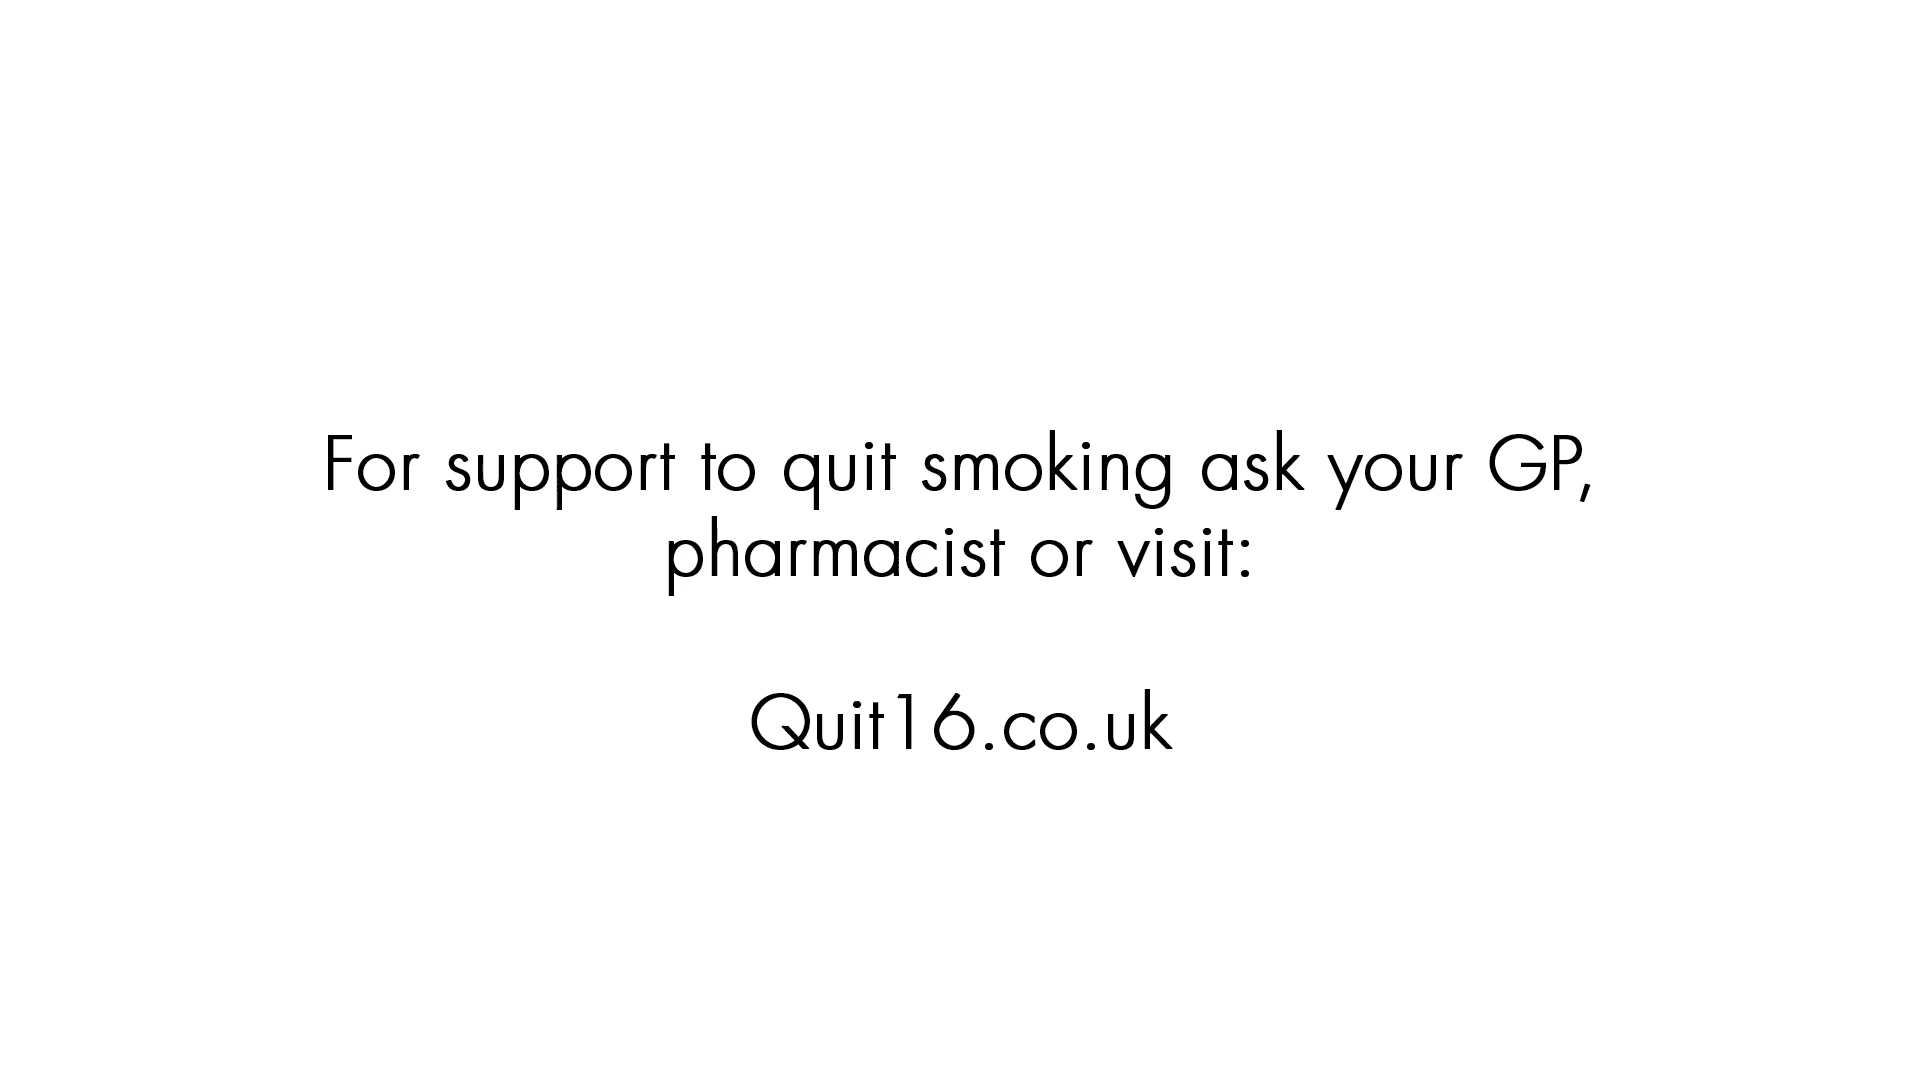 For support to quit smoking ask your GP,
pharmacist or visit:
Quit16.co.uk